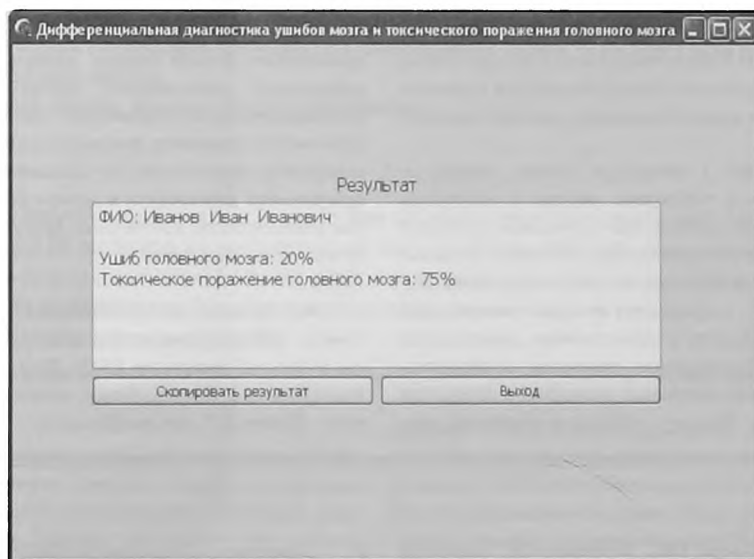 Дифференциальная диагностика ушибов мозга и токсического поражения головного мозга
Результат
ФИО: Иванов Иван Иванович
Ушиб головного мозга: 20%
Токсическое поражение головного мозга: 75%
Скопировать результат
Выход